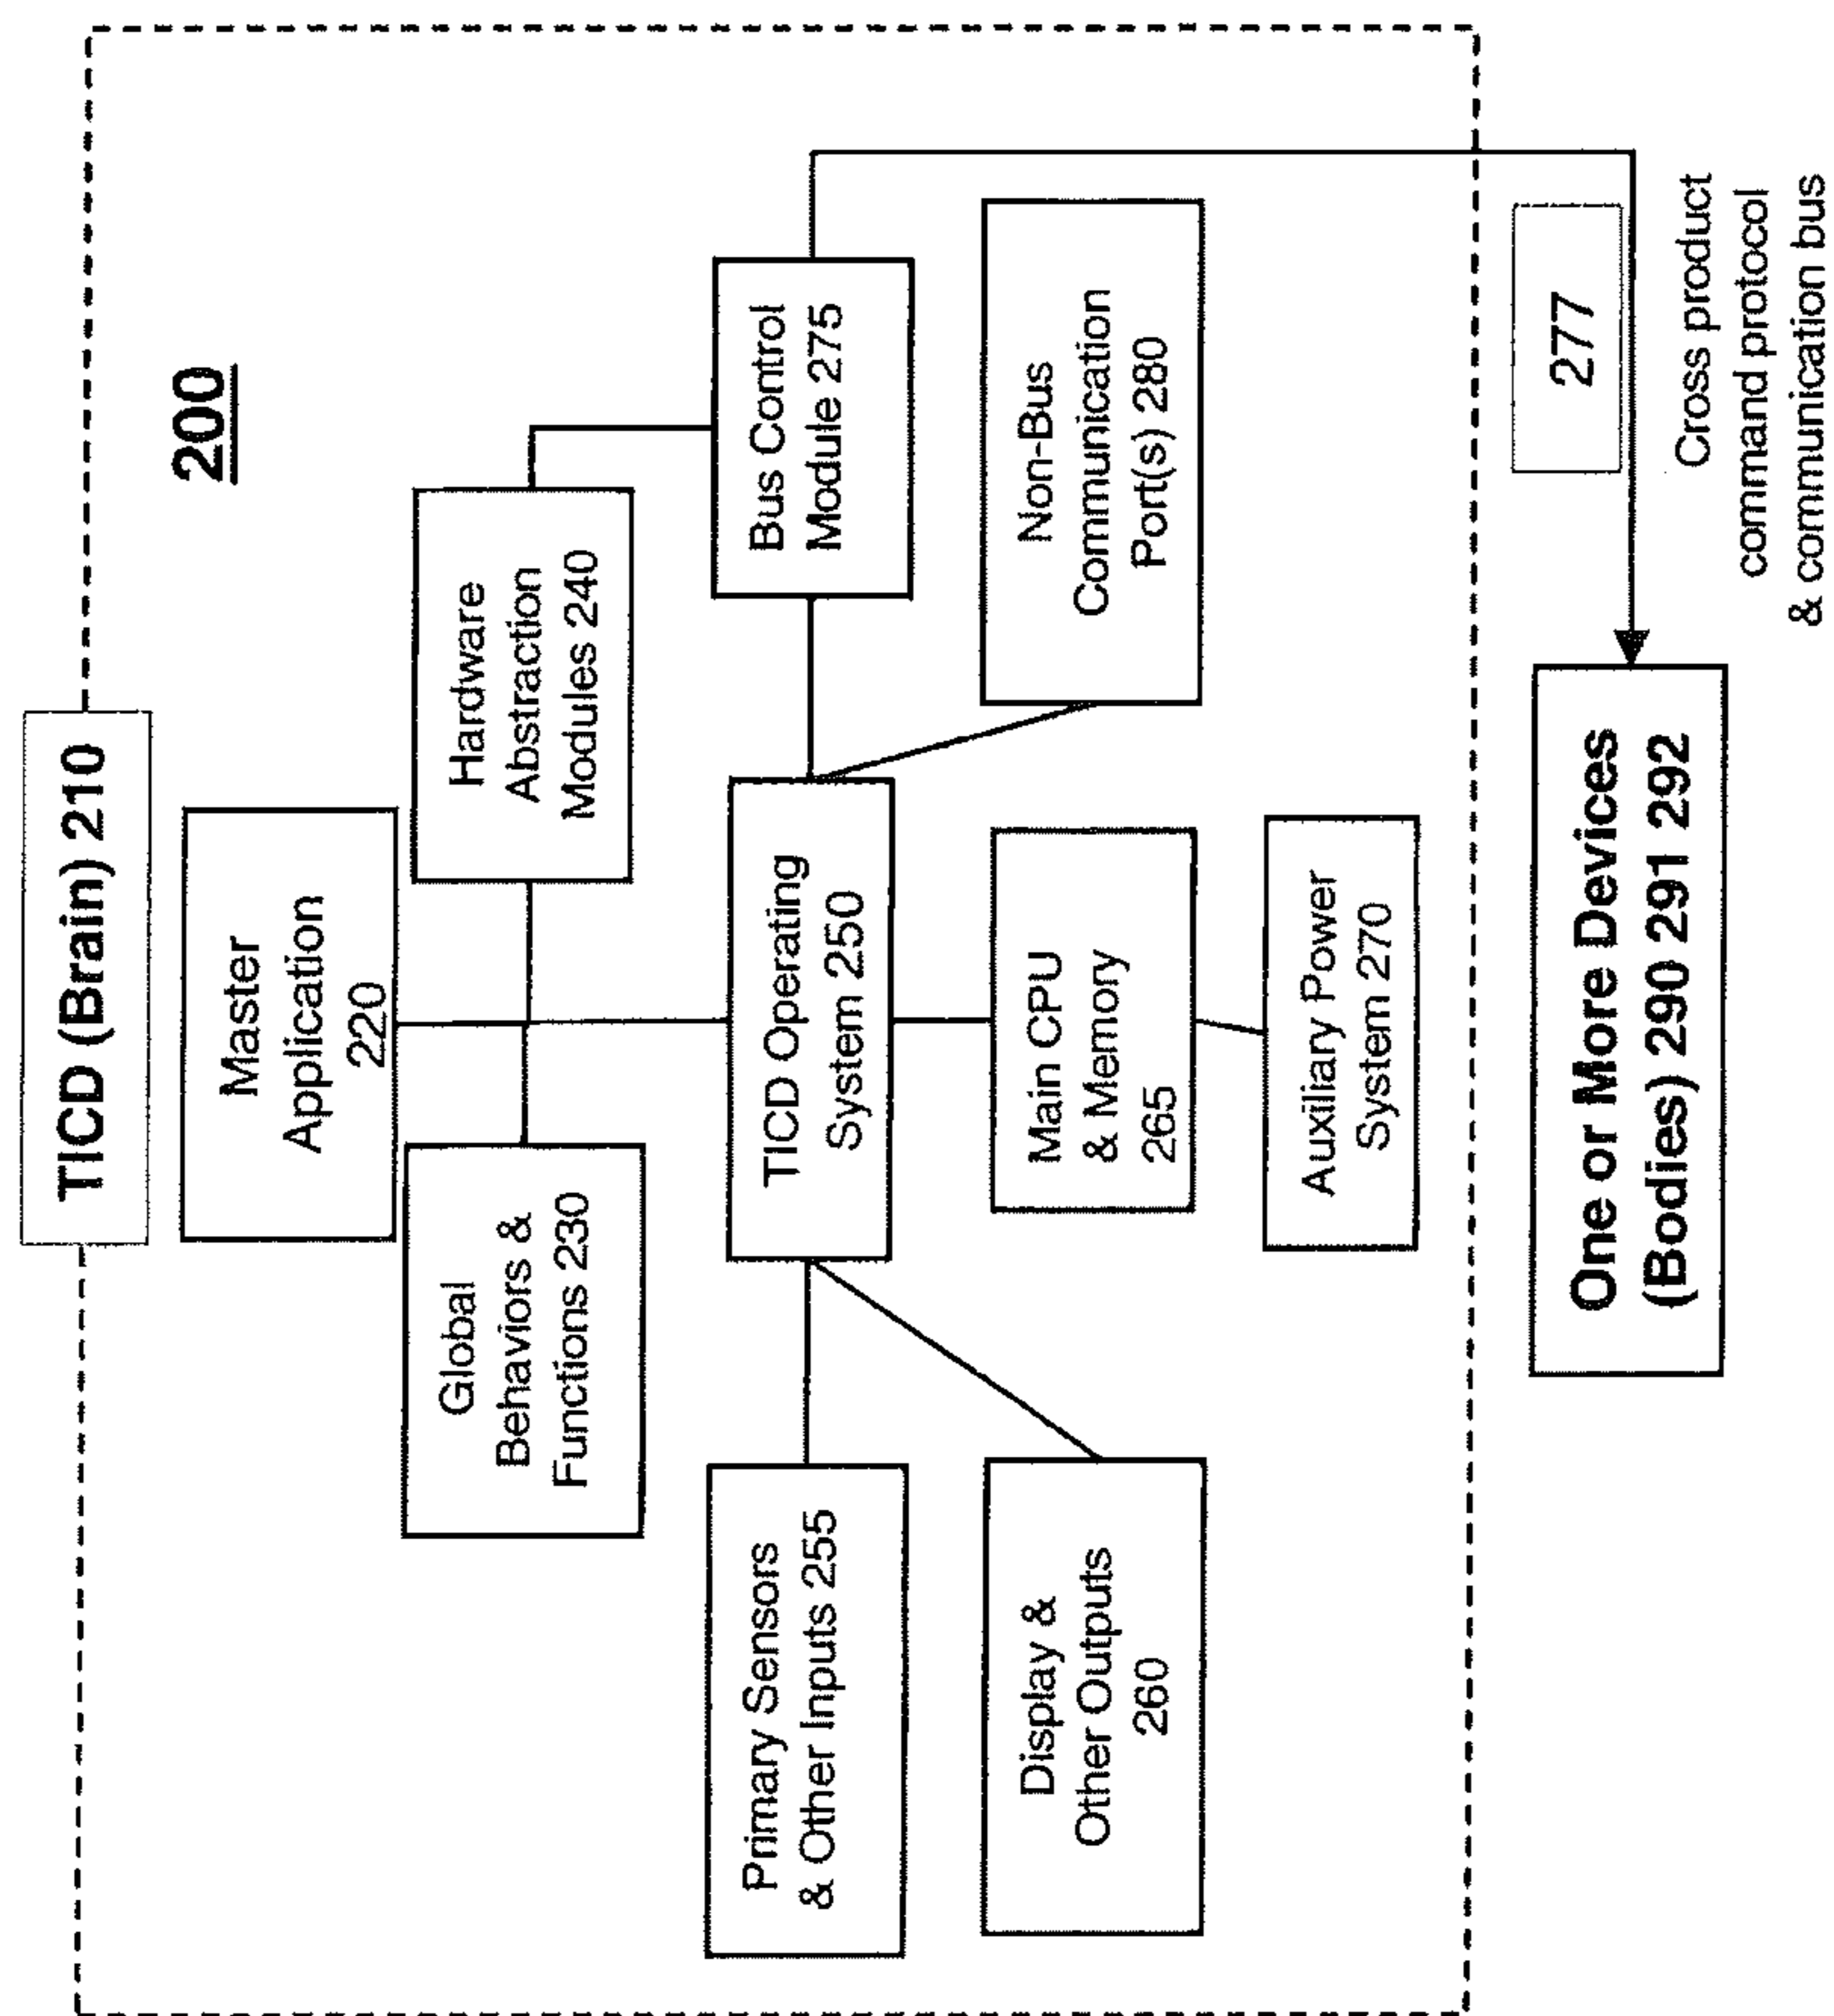 TICD (Brain) 210
200
Master
Application
220
Global
Behaviors &
Functions 230
Hardware
Abstraction
Modules 240
Primary Sensors
& Other Inputs 255
TICD Operating
System 250
Bus Control
Module 275
Display &
Other Outputs
260
Main CPU
& Memory
265
Non-Bus
Communication
Port(s) 280
Auxiliary Power
System 270
277
One or More Devices
(Bodies) 290 291 292
Cross product
command protocol
& communication bus